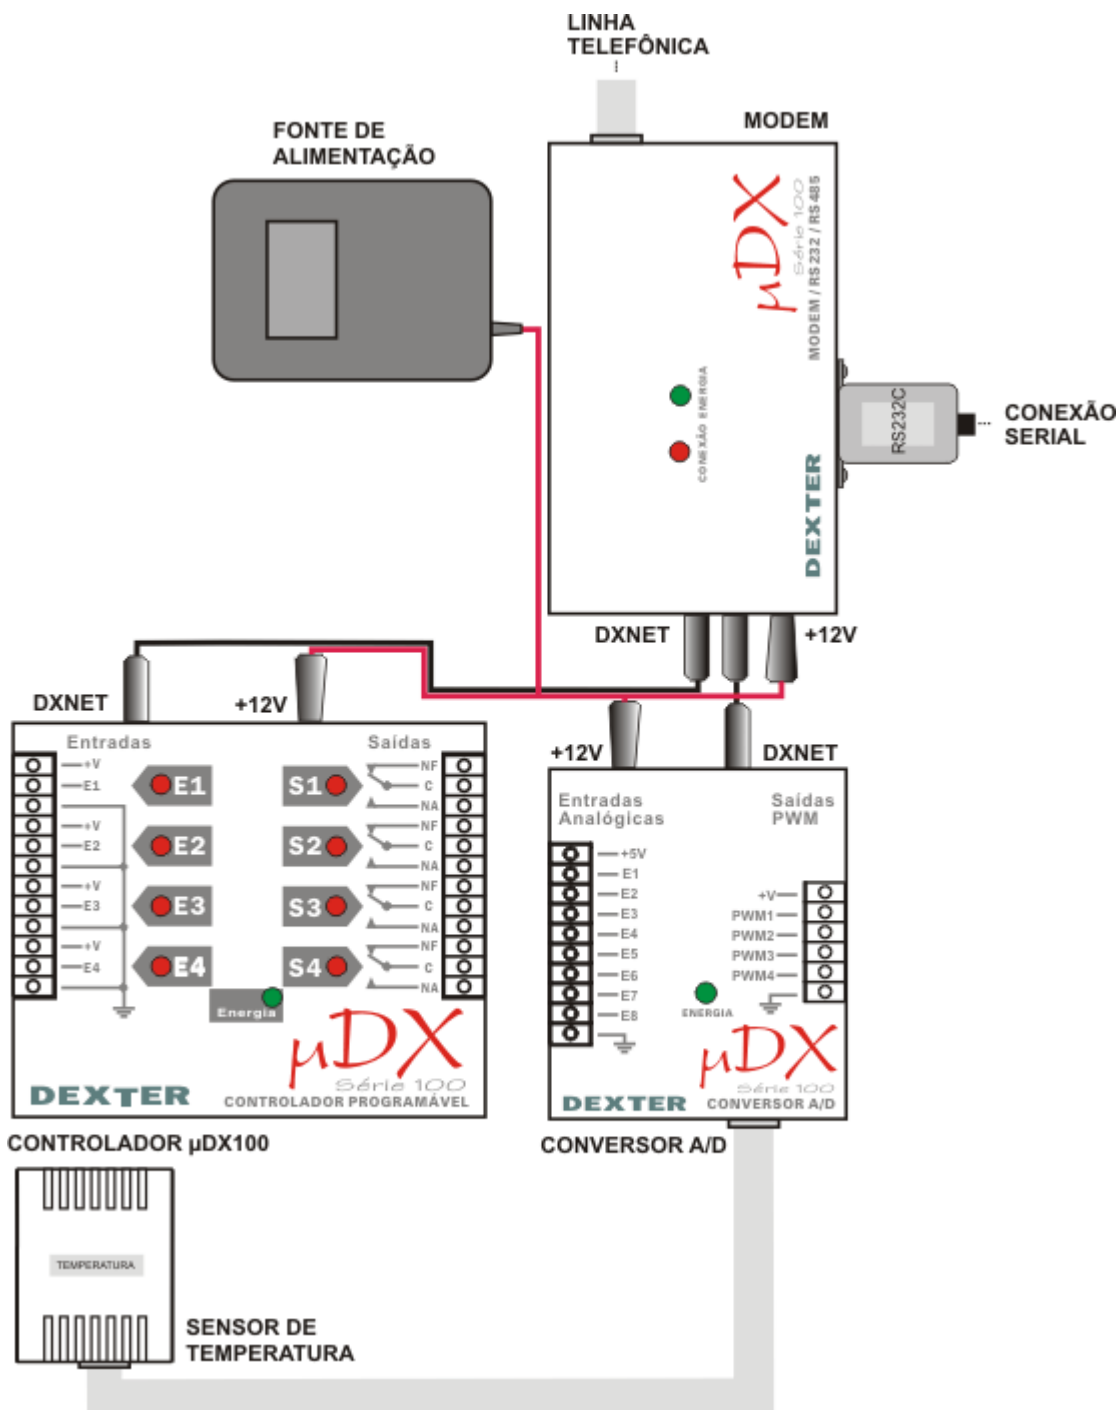 LINHA
TELEFÔNICA
MODEM
FONTE DE
ALIMENTAÇÃO
µDX
Série 100
MODEM / RS232 / RS485
ENERGIA
CONEXÃO
DEXTER
RS232C
CONEXÃO
SERIAL
DXNET
+12V
DXNET
+12V
Entradas
Saídas
+V
E1
+V
E2
+V
E3
+V
E4
E1
E2
E3
E4
S1
S2
S3
S4
NF
C
NA
NF
C
NA
NF
C
NA
NF
C
NA
Energia
µDX
Série 100
DEXTER
CONTROLADOR PROGRAMÁVEL
CONTROLADOR µDX100
+12V
DXNET
Entradas
Analógicas
Saídas
PWM
+5V
E1
E2
E3
E4
E5
E6
E7
E8
+V
PWM1
PWM2
PWM3
PWM4
ENERGIA
µDX
Série 100
DEXTER
CONVERSOR A/D
CONVERSOR A/D
TEMPERATURA
SENSOR DE
TEMPERATURA